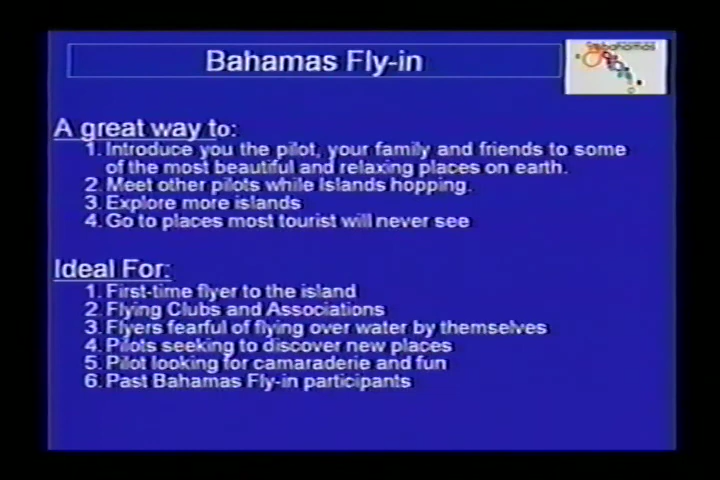 Bahamas Fly-in
bahamas
A great way to:
1. Introduce you the pilot, your family and friends to some
of the most beautiful and relaxing places on earth.
2. Meet other pilots while Islands hopping.
3. Explore more islands
4. Go to places most tourist will never see
Ideal For:
1. First-time flyer to the island
2. Flying Clubs and Associations
3. Flyers fearful of flying over water by themselves
4. Pilots seeking to discover new places
5. Pilot looking for camaraderie and fun
6. Past Bahamas Fly-in participants